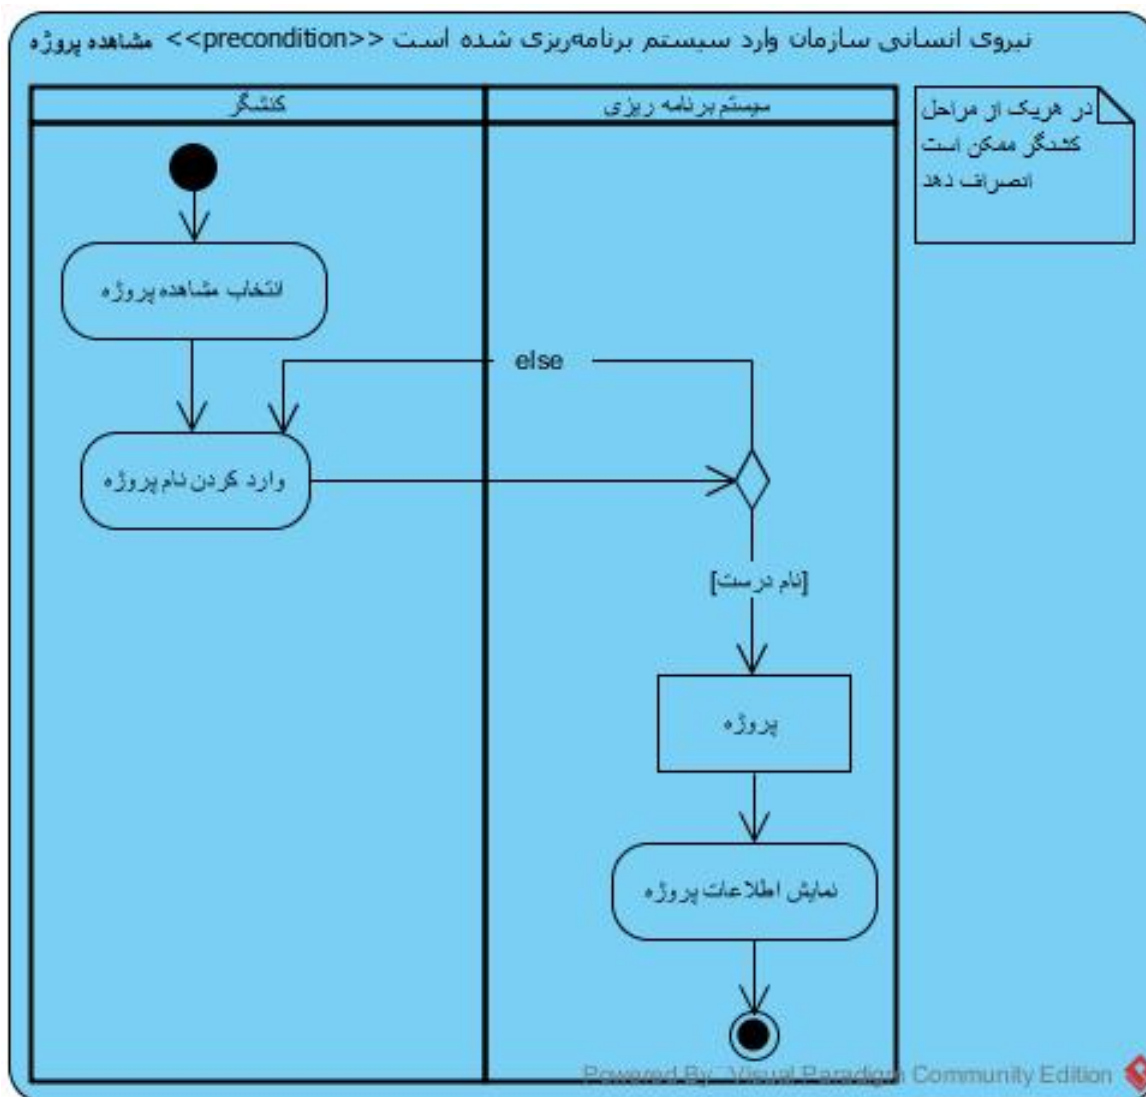 مشاهده پروژه <<precondition>> نیروی انسانی سازمان وارد سیستم برنامه‌ریزی شده است
کنشگر
سیستم برنامه ریزی
در هریک از مراحل
کنشگر ممکن است
انصراف دهد
انتخاب مشاهده پروژه
else
وارد کردن نام پروژه
[نام درست]
پروژه
نمایش اطلاعات پروژه
Powered By Visual Paradigm Community Edition